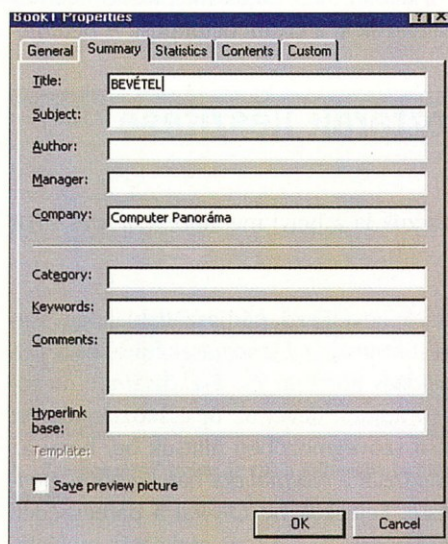 Book1 Properties
General Summary Statistics Contents Custom
Title: BEVÉTEL
Subject:
Author:
Manager:
Company: Computer Panoráma
Category:
Keywords:
Comments:
Hyperlink
base:
Template:
Save preview picture
OK Cancel